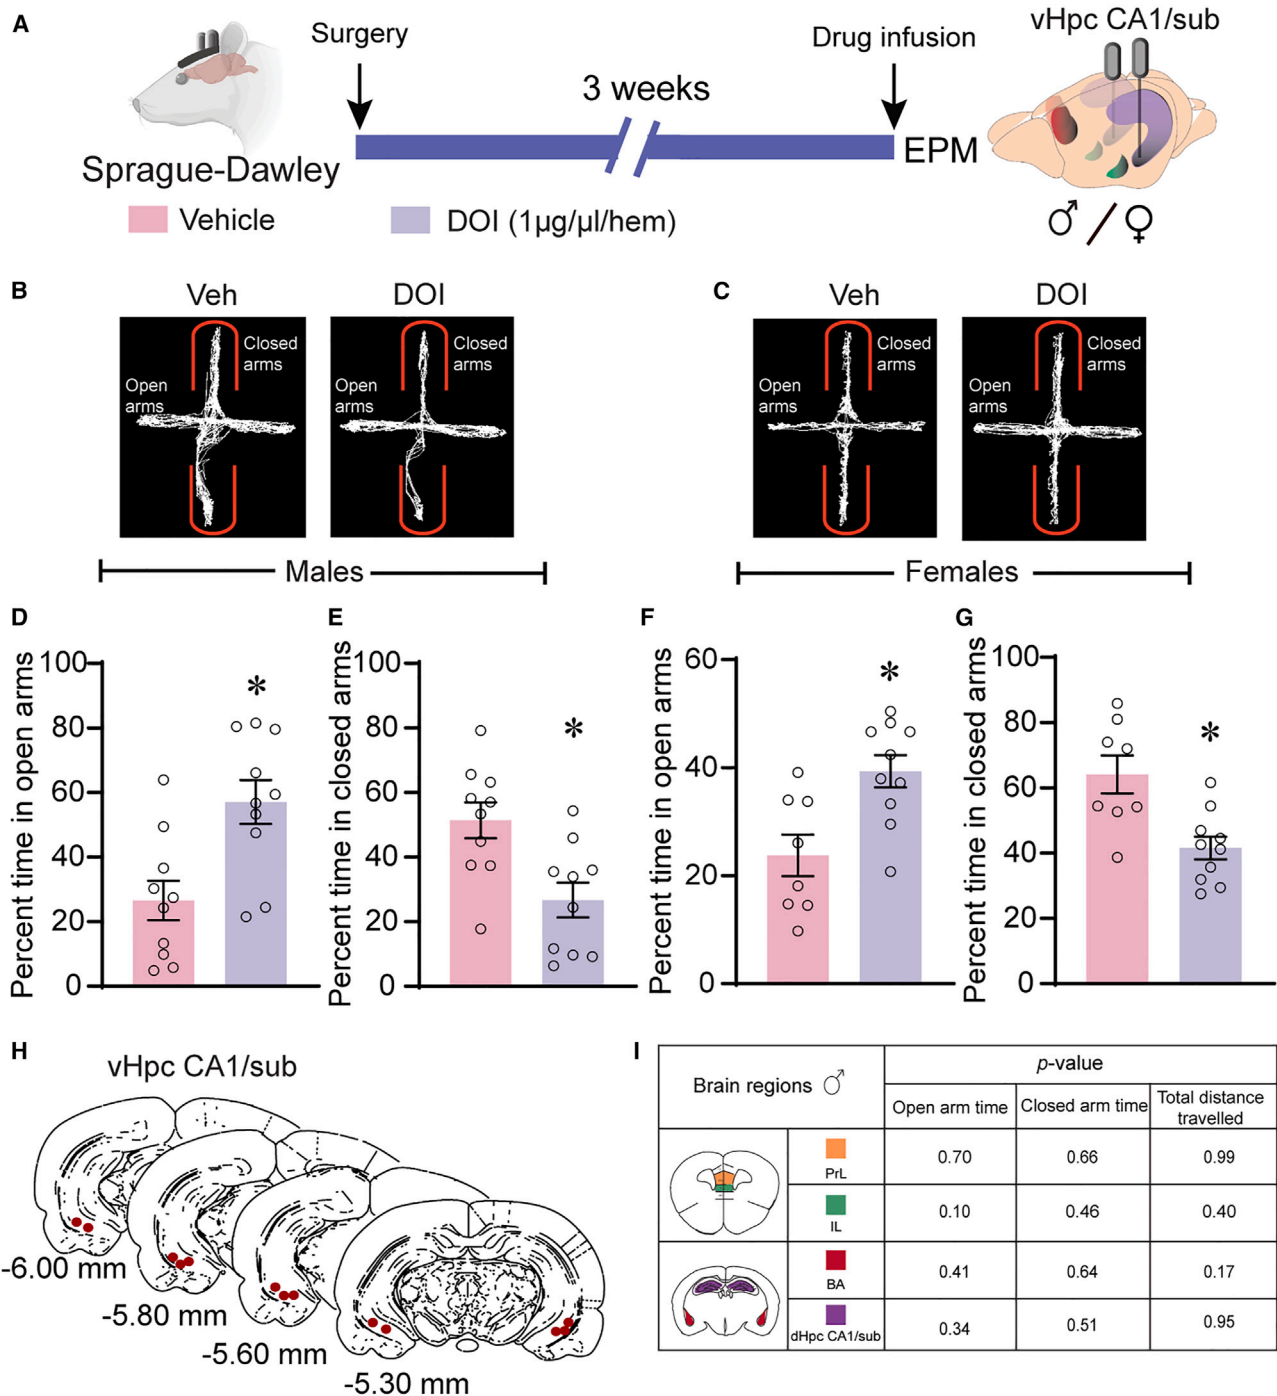 A
Surgery
3 weeks
Drug infusion
vHpc CA1/sub
Sprague-Dawley
EPM
Vehicle
DOI (1µg/µl/hem)
♂/♀
B
Veh
DOI
Closed
arms
Open
arms
Closed
arms
Open
arms
Males
C
Veh
DOI
Closed
arms
Open
arms
Closed
arms
Open
arms
Females
D
Percent time in open arms
100
80
60
40
20
0
*
E
Percent time in closed arms
100
80
60
40
20
0
*
F
Percent time in open arms
60
40
20
0
*
G
Percent time in closed arms
100
80
60
40
20
0
*
H
vHpc CA1/sub
-6.00 mm
-5.80 mm
-5.60 mm
-5.30 mm
I
Brain regions ♂
p-value
Open arm time
Closed arm time
Total distance
travelled
PrL
0.70
0.66
0.99
IL
0.10
0.46
0.40
BA
0.41
0.64
0.17
dHpc CA1/sub
0.34
0.51
0.95